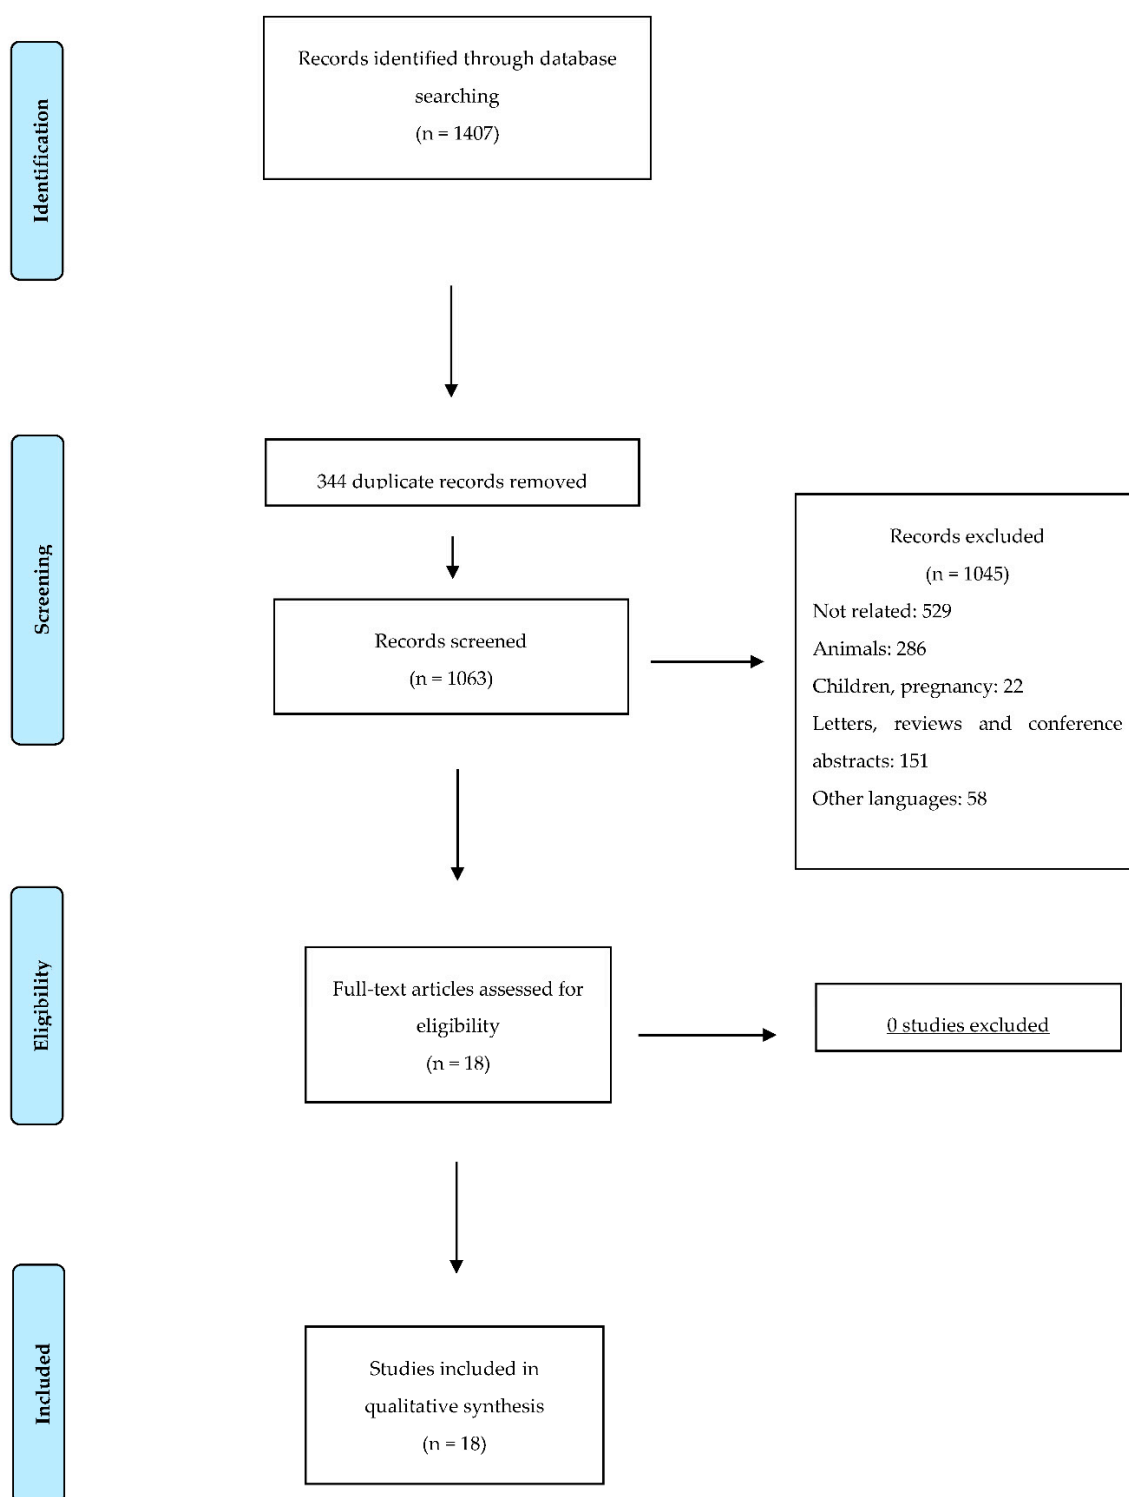 Identification
Records identified through database
searching
(n = 1407)
Screening
344 duplicate records removed
Records screened
(n = 1063)
Records excluded
(n = 1045)
Not related: 529
Animals: 286
Children, pregnancy: 22
Letters, reviews and conference
abstracts: 151
Other languages: 58
Eligibility
Full-text articles assessed for
eligibility
(n = 18)
0 studies excluded
Included
Studies included in
qualitative synthesis
(n = 18)